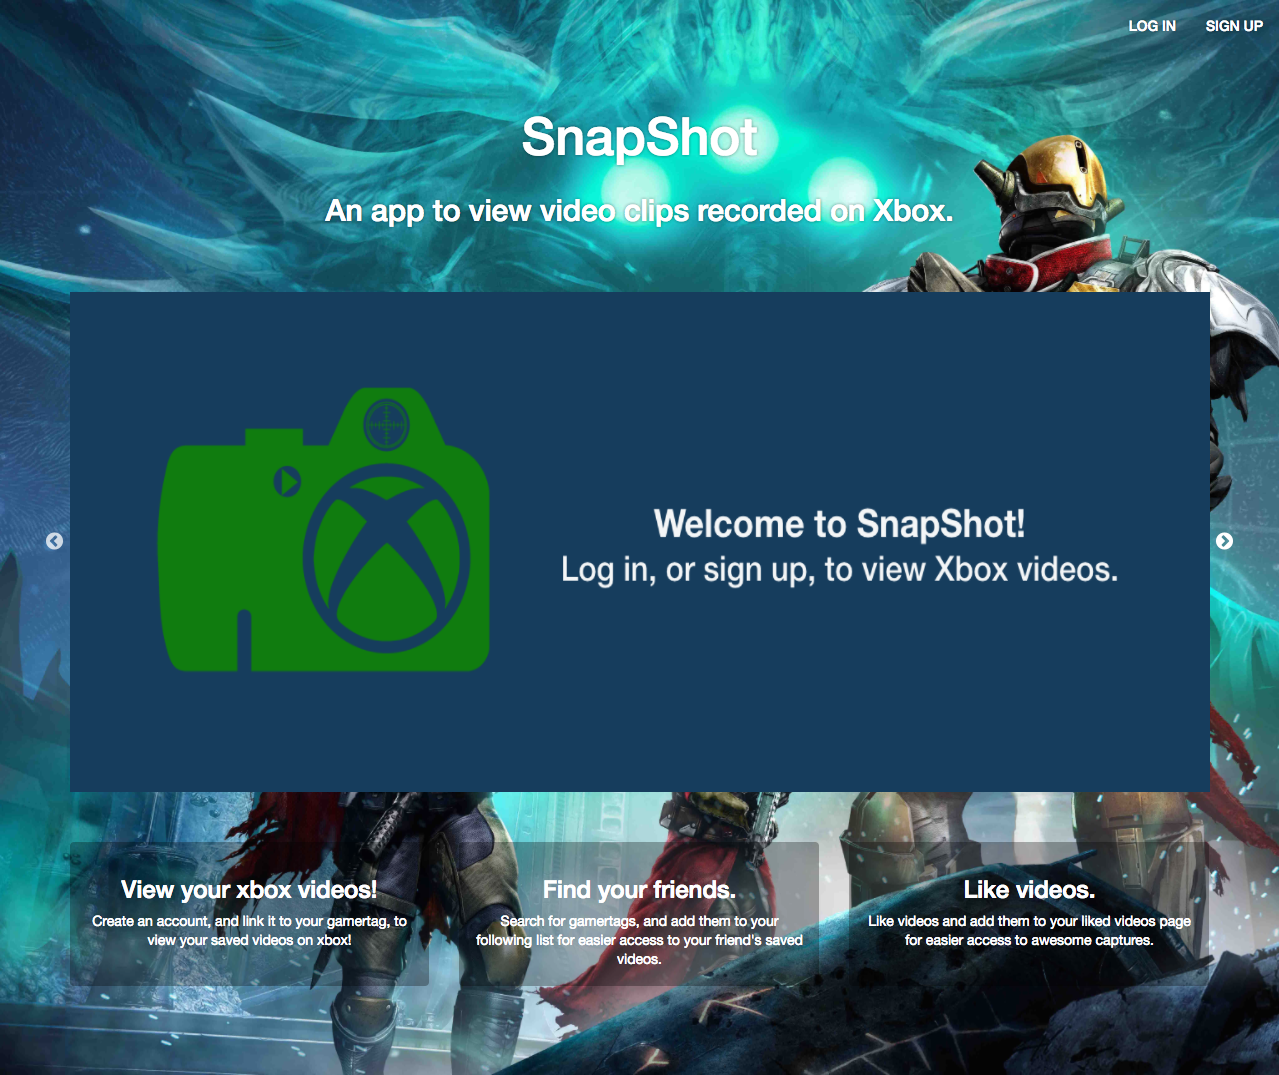 LOG IN SIGN UP
SnapShot
An app to view video clips recorded on Xbox.
Welcome to SnapShot!
Log in, or sign up, to view Xbox videos.
View your xbox videos!
Create an account, and link it to your gamertag, to
view your saved videos on xbox!
Find your friends.
Search for gamertags, and add them to your
following list for easier access to your friend's saved
videos.
Like videos.
Like videos and add them to your liked videos page
for easier access to awesome captures.